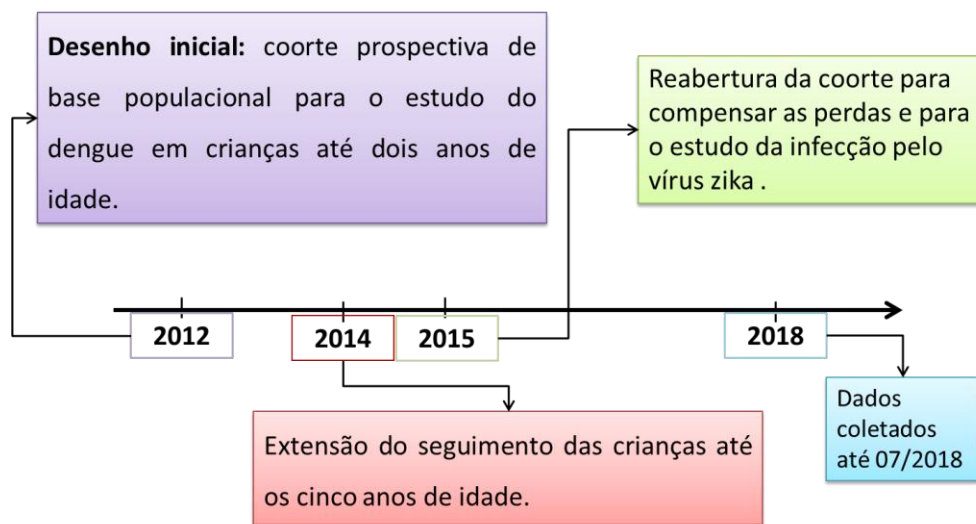 Desenho inicial: coorte prospectiva de
base populacional para o estudo do
dengue em crianças até dois anos de
idade.
Reabertura da coorte para
compensar as perdas e para
o estudo da infecção pelo
vírus zika .
2012
2014
2015
2018
Extensão do seguimento das crianças até
os cinco anos de idade.
Dados
coletados
até 07/2018